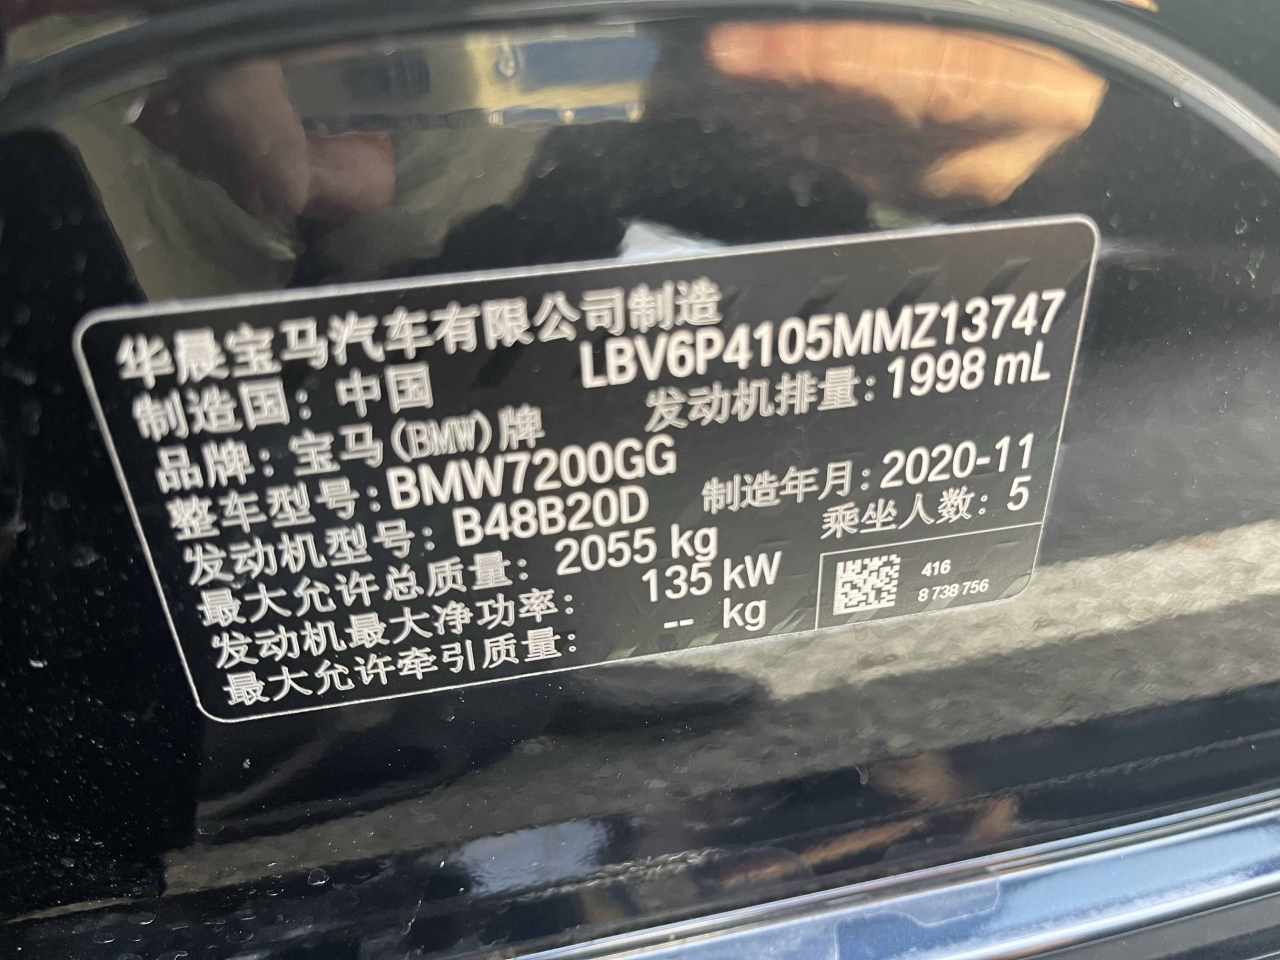 华晨宝马汽车有限公司制造
LBV6P4105MMZ13747
制造国：中国
发动机排量：1998 mL
品牌：宝马(BMW)牌
整车型号：BMW7200GG
制造年月：2020-11
发动机型号：B48B20D
乘坐人数：5
最大允许总质量：2055 kg
发动机最大净功率：135 kW
最大允许牵引质量：-- kg
416
8 738 756